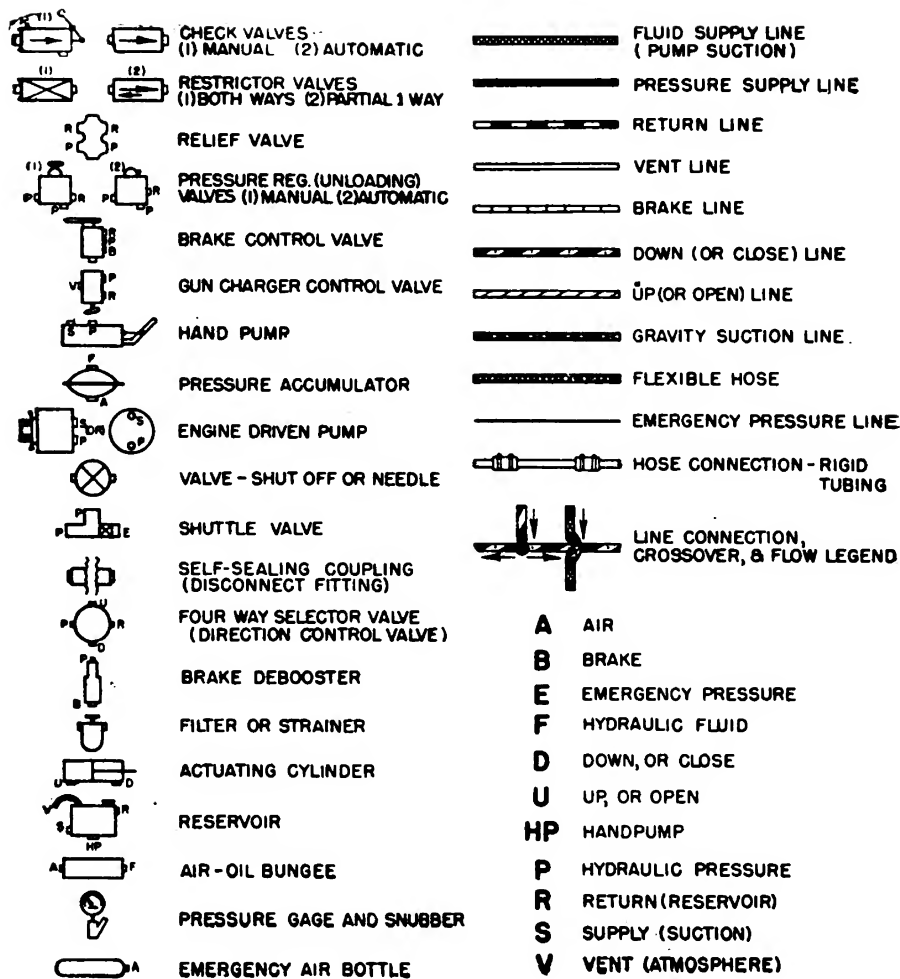 (1)
CHECK VALVES
(1) MANUAL (2) AUTOMATIC
(1) (2)
RESTRICTOR VALVES
(1) BOTH WAYS (2) PARTIAL 1 WAY
R R
P P
RELIEF VALVE
(1) (2)
P R P R
P P
PRESSURE REG. (UNLOADING)
VALVES (1) MANUAL (2) AUTOMATIC
R
P
B
BRAKE CONTROL VALVE
V P
R
GUN CHARGER CONTROL VALVE
S P
HAND PUMP
A
PRESSURE ACCUMULATOR
S OR S
P P
ENGINE DRIVEN PUMP
VALVE - SHUT OFF OR NEEDLE
P
P E
SHUTTLE VALVE
SELF-SEALING COUPLING
(DISCONNECT FITTING)
U
P R
D
FOUR WAY SELECTOR VALVE
(DIRECTION CONTROL VALVE)
P
B
BRAKE DEBOOSTER
FILTER OR STRAINER
U D
ACTUATING CYLINDER
V R
S
HP
RESERVOIR
A F
AIR-OIL BUNGEE
PRESSURE GAGE AND SNUBBER
A
EMERGENCY AIR BOTTLE
FLUID SUPPLY LINE
(PUMP SUCTION)
PRESSURE SUPPLY LINE
RETURN LINE
VENT LINE
BRAKE LINE
DOWN (OR CLOSE) LINE
UP (OR OPEN) LINE
GRAVITY SUCTION LINE.
FLEXIBLE HOSE
EMERGENCY PRESSURE LINE
HOSE CONNECTION - RIGID
TUBING
LINE CONNECTION,
CROSSOVER, & FLOW LEGEND
A AIR
B BRAKE
E EMERGENCY PRESSURE
F HYDRAULIC FLUID
D DOWN, OR CLOSE
U UP, OR OPEN
HP HANDPUMP
P HYDRAULIC PRESSURE
R RETURN (RESERVOIR)
S SUPPLY (SUCTION)
V VENT (ATMOSPHERE)